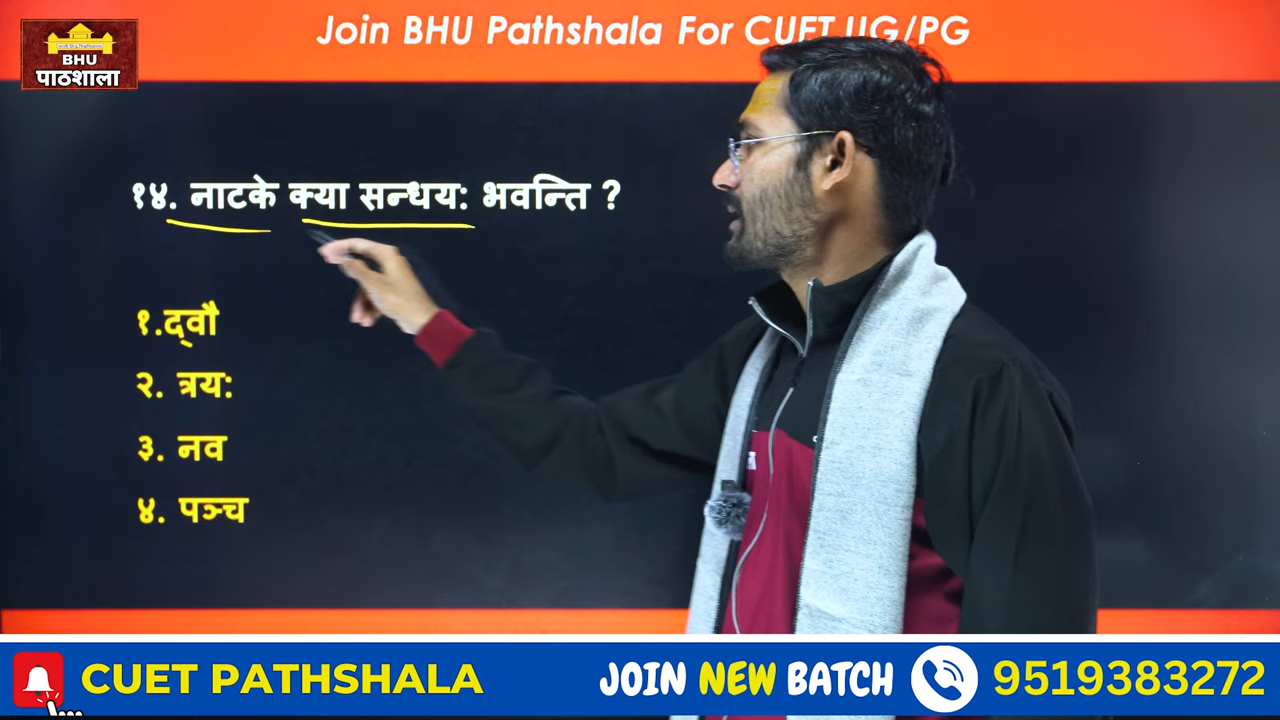 Join BHU Pathshala For CUET UG/PG
BHU
पाठशाला
१४. नाटके क्या सन्धय: भवन्ति ?
१.द्वौ
२. त्रय:
३. नव
४. पञ्च
CUET PATHSHALA
JOIN NEW BATCH
9519383272